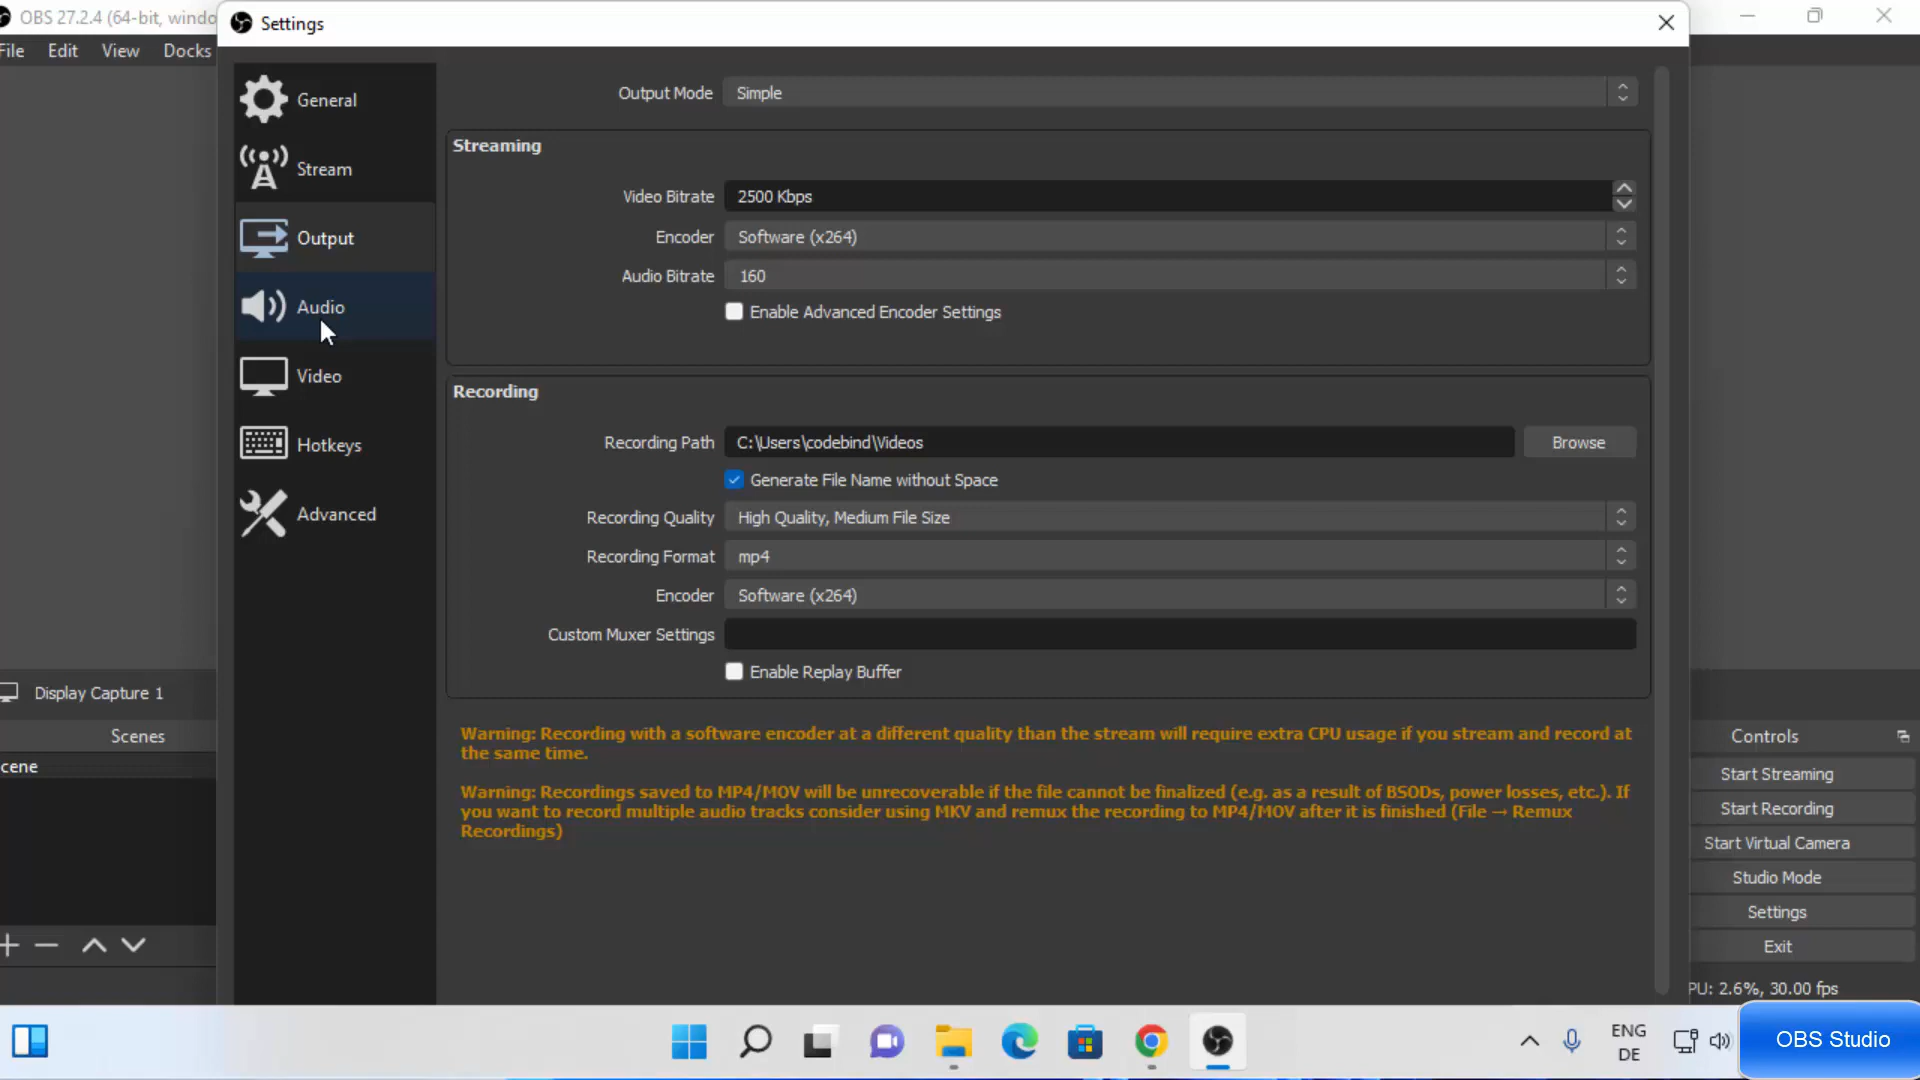 OBS 27.2.4 (64-bit, windo
Settings
File Edit View Docks
General
Stream
Output
Audio
Video
Hotkeys
Advanced
Output Mode Simple
Streaming
Video Bitrate 2500 Kbps
Encoder Software (x264)
Audio Bitrate 160
Enable Advanced Encoder Settings
Recording
Recording Path C:\Users\codebind\Videos Browse
Generate File Name without Space
Recording Quality High Quality, Medium File Size
Recording Format mp4
Encoder Software (x264)
Custom Muxer Settings
Enable Replay Buffer
Warning: Recording with a software encoder at a different quality than the stream will require extra CPU usage if you stream and record at
the same time.
Warning: Recordings saved to MP4/MOV will be unrecoverable if the file cannot be finalized (e.g. as a result of BSODs, power losses, etc.). If
you want to record multiple audio tracks consider using MKV and remux the recording to MP4/MOV after it is finished (File → Remux
Recordings)
Display Capture 1
Scenes
cene
Controls
Start Streaming
Start Recording
Start Virtual Camera
Studio Mode
Settings
Exit
PU: 2.6%, 30.00 fps
ENG
DE
OBS Studio